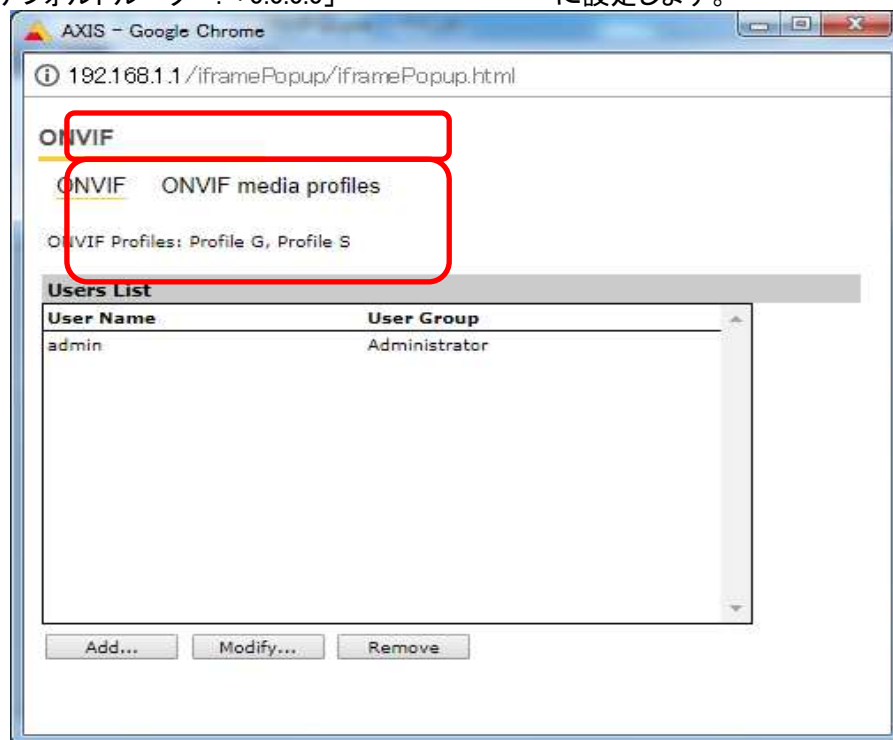 に設定します。
AXIS - Google Chrome
192.168.1.1/iframePopup/iframePopup.html
ONVIF
ONVIF ONVIF media profiles
ONVIF Profiles: Profile G, Profile S
Users List
User Name User Group
admin Administrator
Add... Modify... Remove